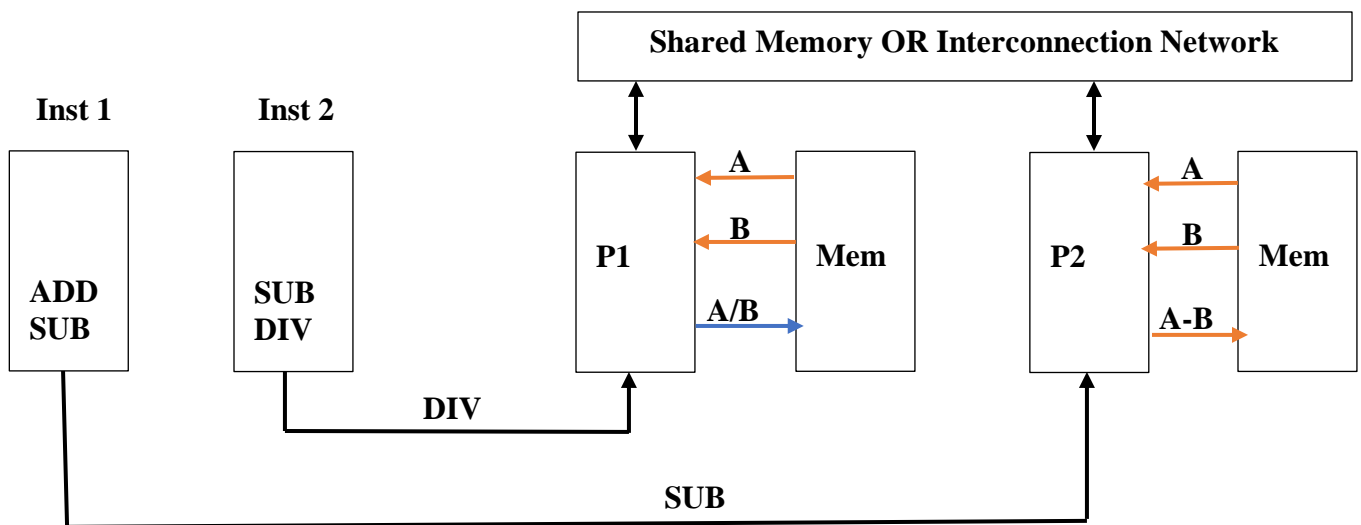 Shared Memory OR Interconnection Network
Inst 1
Inst 2
ADD
SUB
SUB
DIV
P1
A
B
A/B
Mem
P2
A
B
A-B
Mem
DIV
SUB